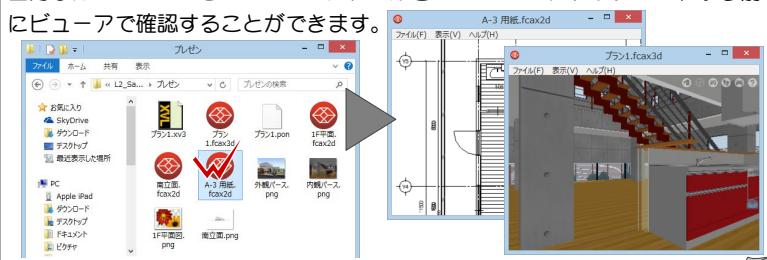 にビューアで確認することができます。
プレゼン
ファイル ホーム 共有 表示
« L2_Sa... ▸ プレゼン
プレゼンの検索
お気に入り
SkyDrive
ダウンロード
デスクトップ
最近表示した場所
PC
Apple iPad
ダウンロード
デスクトップ
ドキュメント
ピクチャ
XVL
プラン1.xv3
プラン
1.fcax3d
プラン1.pon
1F平面.
fcax2d
南立面.
fcax2d
A-3 用紙.
fcax2d
外観パース.
png
内観パース.
png
1F平面図.
png
南立面.png
A-3 用紙.fcax2d
ファイル(F) 表示(V) ヘルプ(H)
Y5
Y4
プラン1.fcax3d
ファイル(F) 表示(V) ヘルプ(H)